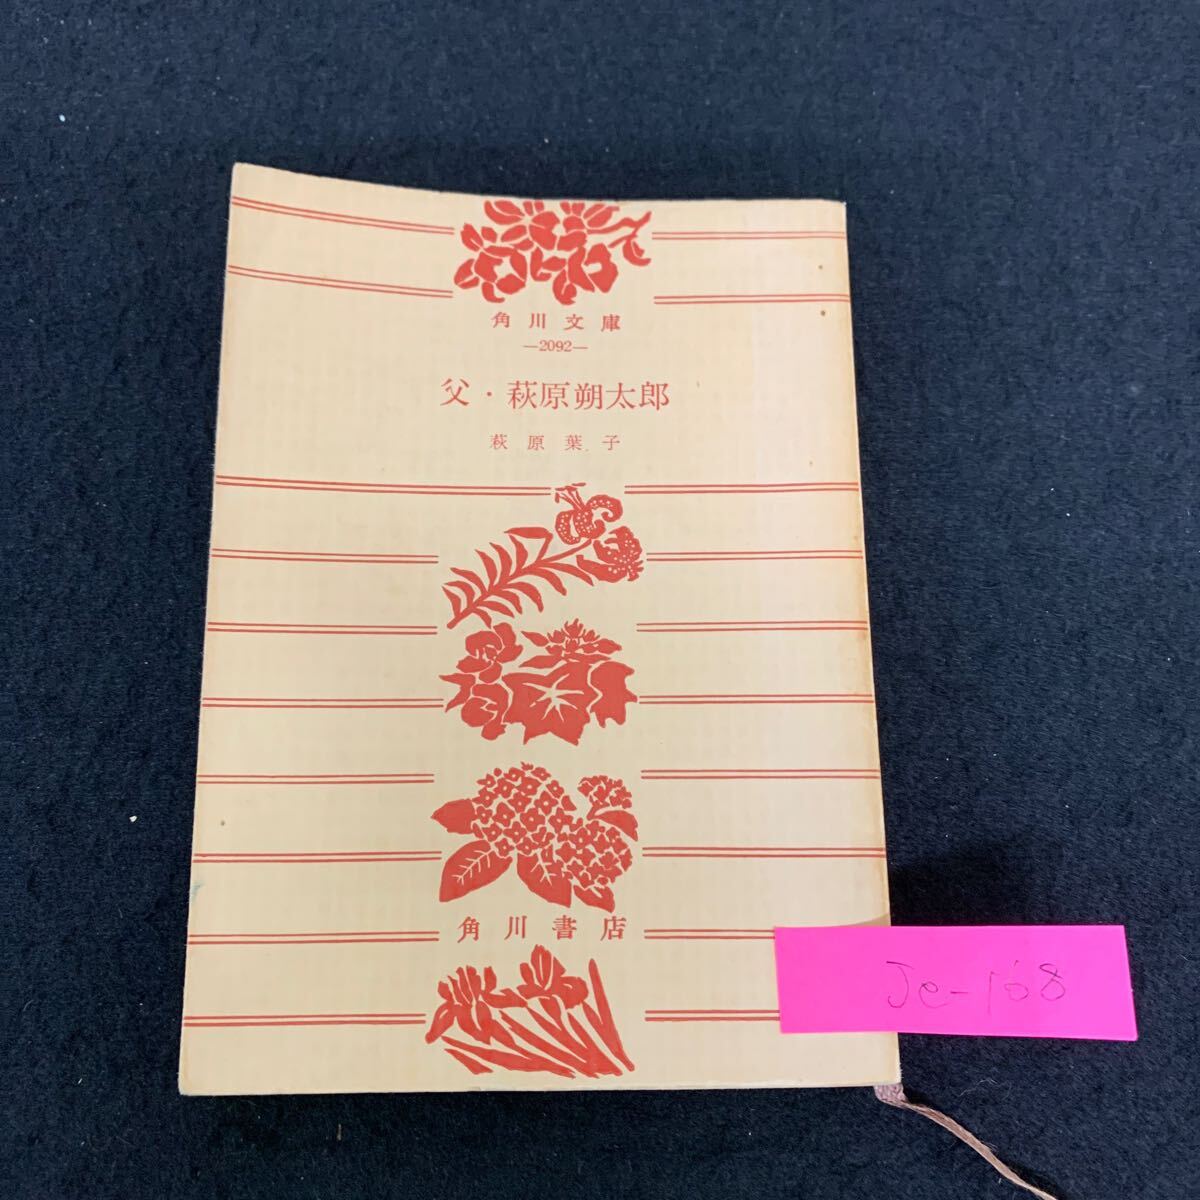 角川文庫
—2092—
父・萩原朔太郎
萩原葉子
角川書店
Je-168